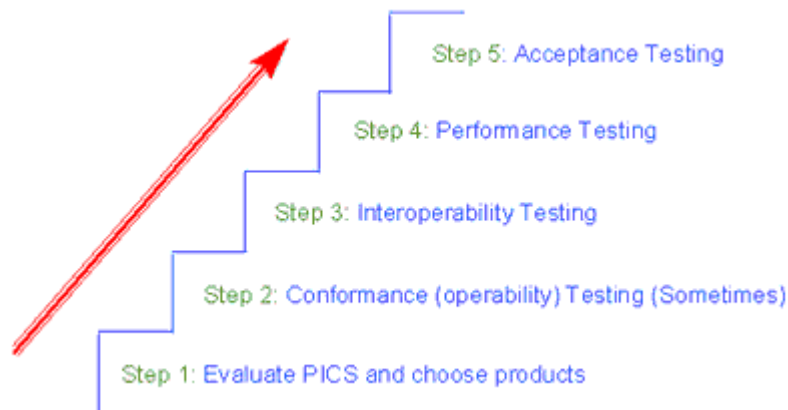 Step 5: Acceptance Testing
Step 4: Performance Testing
Step 3: Interoperability Testing
Step 2: Conformance (operability) Testing (Sometimes)
Step 1: Evaluate PICS and choose products